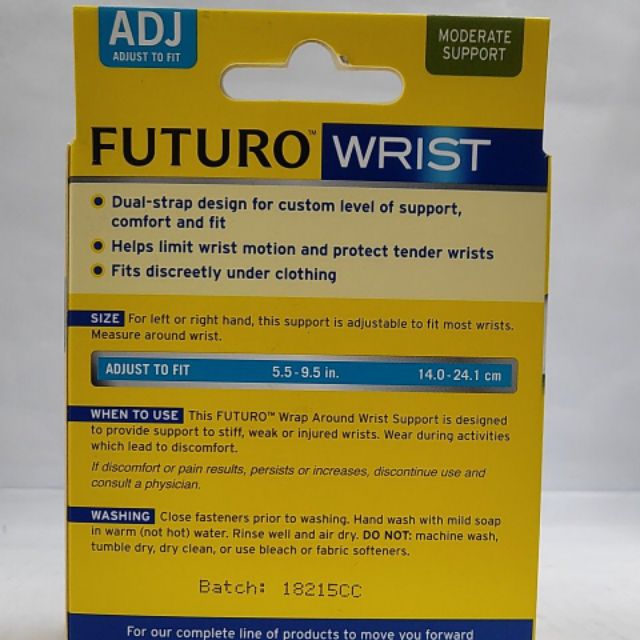 ADJ
ADJUST TO FIT
MODERATE
SUPPORT
FUTURO™ WRIST
• Dual-strap design for custom level of support,
comfort and fit
• Helps limit wrist motion and protect tender wrists
• Fits discreetly under clothing
SIZE For left or right hand, this support is adjustable to fit most wrists.
Measure around wrist.
ADJUST TO FIT 5.5 - 9.5 in. 14.0 - 24.1 cm
WHEN TO USE This FUTURO™ Wrap Around Wrist Support is designed
to provide support to stiff, weak or injured wrists. Wear during activities
which lead to discomfort.
If discomfort or pain results, persists or increases, discontinue use and
consult a physician.
WASHING Close fasteners prior to washing. Hand wash with mild soap
in warm (not hot) water. Rinse well and air dry. DO NOT: machine wash,
tumble dry, dry clean, or use bleach or fabric softeners.
Batch: 18215CC
For our complete line of products to move you forward